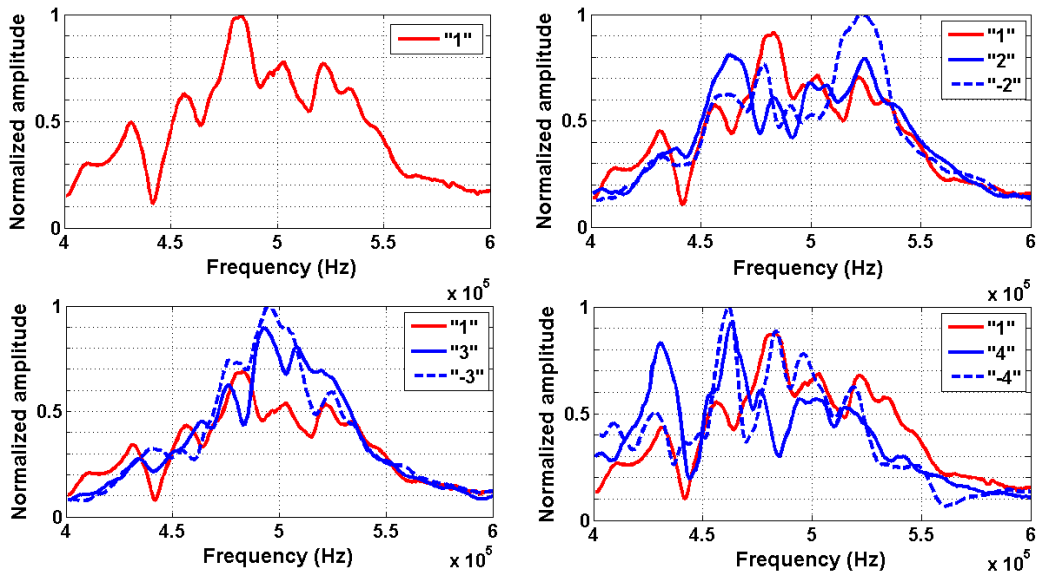 Normalized amplitude
1
0.5
0
"1"
4 4.5 5 5.5 6
Frequency (Hz)
x 10^5
Normalized amplitude
1
0.5
0
"1"
"2"
"-2"
4 4.5 5 5.5 6
Frequency (Hz)
x 10^5
Normalized amplitude
1
0.5
0
"1"
"3"
"-3"
4 4.5 5 5.5 6
Frequency (Hz)
x 10^5
Normalized amplitude
1
0.5
0
"1"
"4"
"-4"
4 4.5 5 5.5 6
Frequency (Hz)
x 10^5